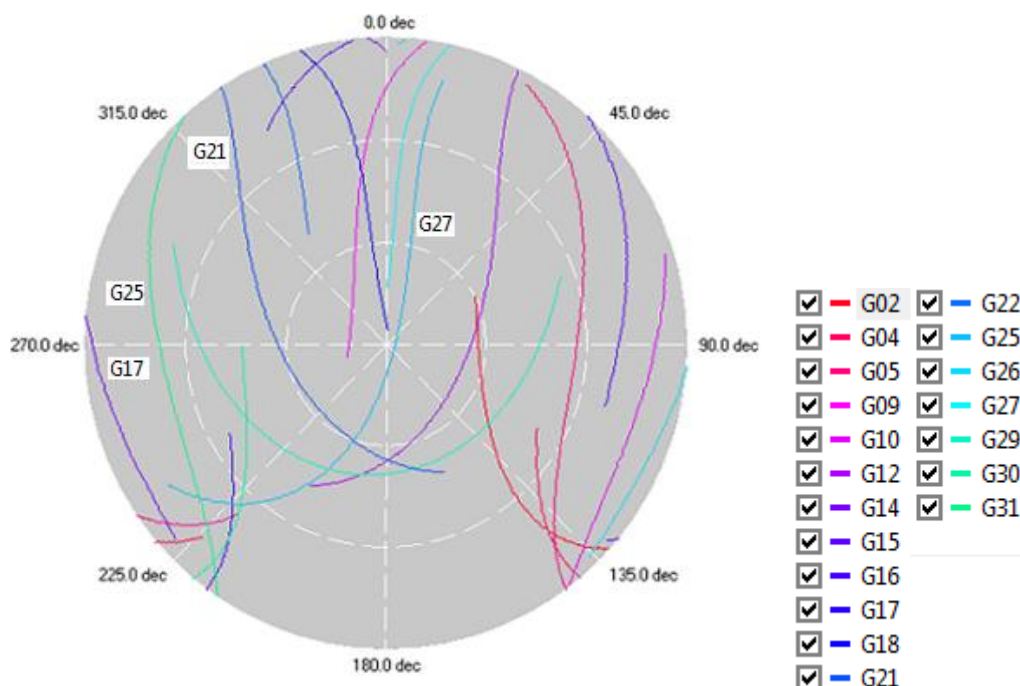 0.0 dec
315.0 dec
45.0 dec
G21
G27
G25
270.0 dec
90.0 dec
G17
225.0 dec
135.0 dec
180.0 dec
G02 G22
G04 G25
G05 G26
G09 G27
G10 G29
G12 G30
G14 G31
G15
G16
G17
G18
G21